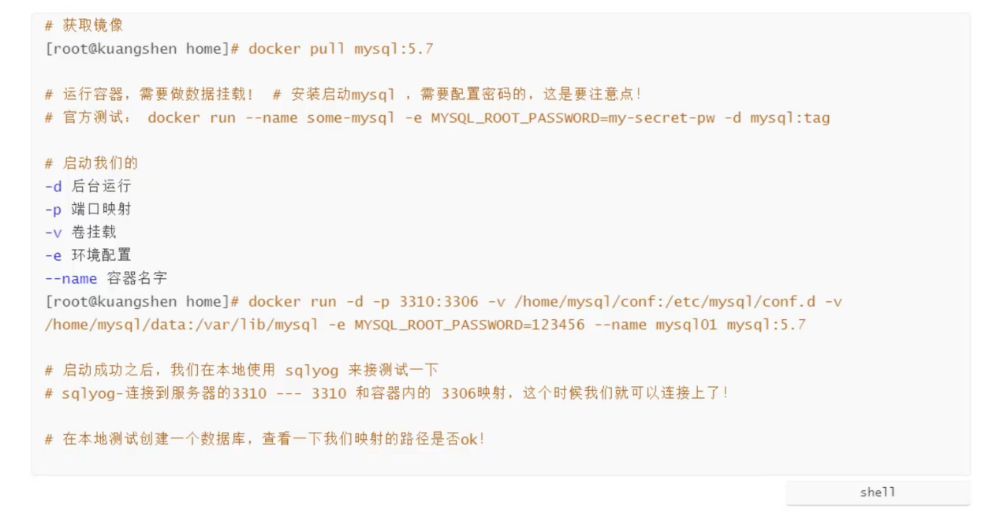 # 获取镜像
[root@kuangshen home]# docker pull mysql:5.7
# 运行容器，需要做数据挂载！ # 安装启动mysql ，需要配置密码的，这是要注意点！
# 官方测试： docker run --name some-mysql -e MYSQL_ROOT_PASSWORD=my-secret-pw -d mysql:tag
# 启动我们的
-d 后台运行
-p 端口映射
-v 卷挂载
-e 环境配置
--name 容器名字
[root@kuangshen home]# docker run -d -p 3310:3306 -v /home/mysql/conf:/etc/mysql/conf.d -v
/home/mysql/data:/var/lib/mysql -e MYSQL_ROOT_PASSWORD=123456 --name mysql01 mysql:5.7
# 启动成功之后，我们在本地使用 sqlyog 来接测试一下
# sqlyog-连接到服务器的3310 --- 3310 和容器内的 3306映射，这个时候我们就可以连接上了！
# 在本地测试创建一个数据库，查看一下我们映射的路径是否ok！
shell